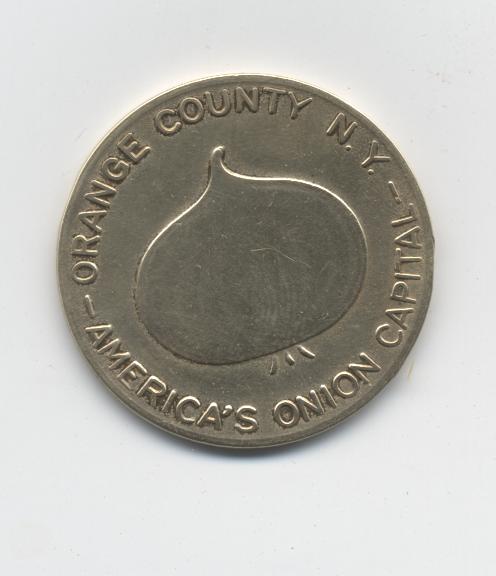 ORANGE COUNTY N.Y.
AMERICA'S ONION CAPITAL